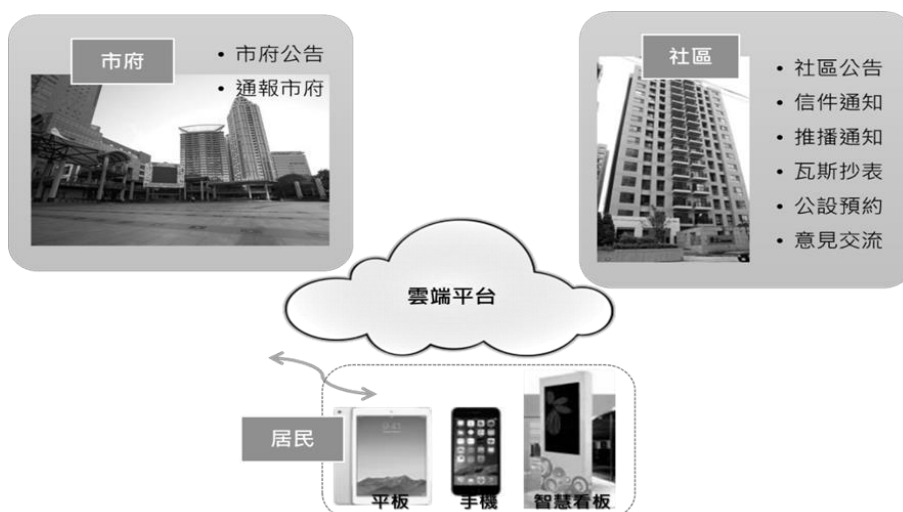 市府
• 市府公告
• 通報市府
社區
• 社區公告
• 信件通知
• 推播通知
• 瓦斯抄表
• 公設預約
• 意見交流
雲端平台
居民
9:41
平板
手機
智慧看板